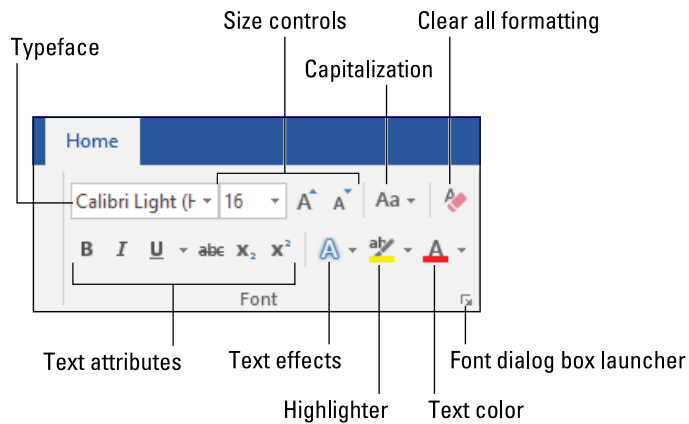 Size controls
Clear all formatting
Typeface
Capitalization
Home
Calibri Light (H
16
A
A
Aa
A
B I U abc X2 X2
A
ab
A
Font
Text attributes
Text effects
Font dialog box launcher
Highlighter
Text color